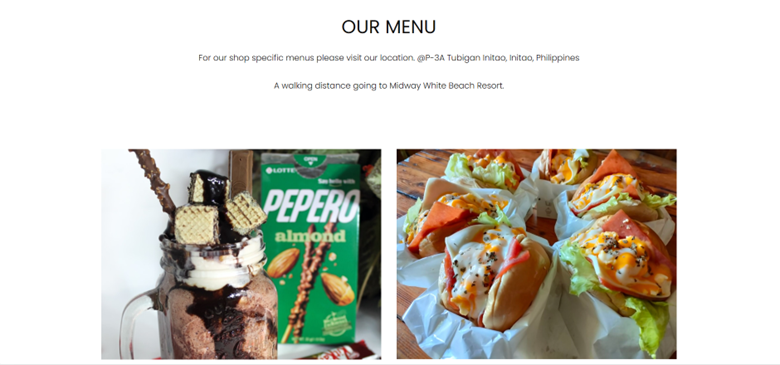 OUR MENU
For our shop specific menus please visit our location. @P-3A Tubigan Initao, Initao, Philippines
A walking distance going to Midway White Beach Resort.
OPEN
LOTTE
PEPERO
almond